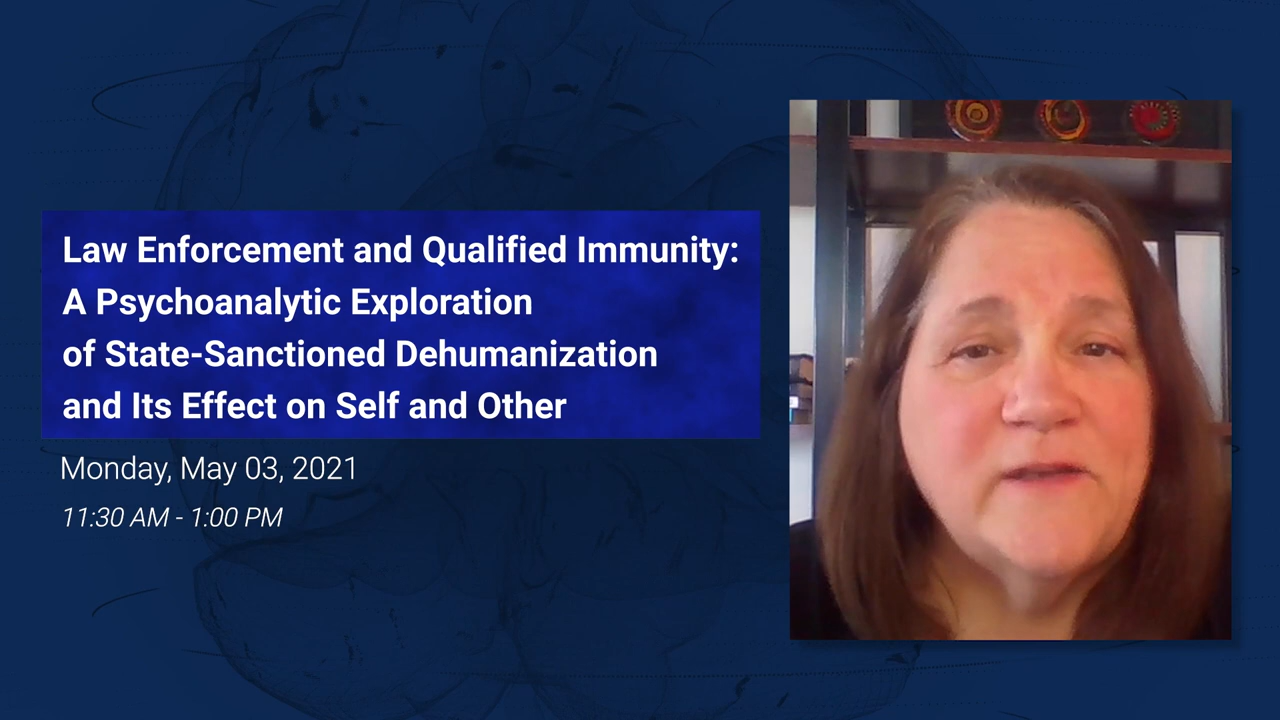 Law Enforcement and Qualified Immunity:
A Psychoanalytic Exploration
of State-Sanctioned Dehumanization
and Its Effect on Self and Other
Monday, May 03, 2021
11:30 AM - 1:00 PM